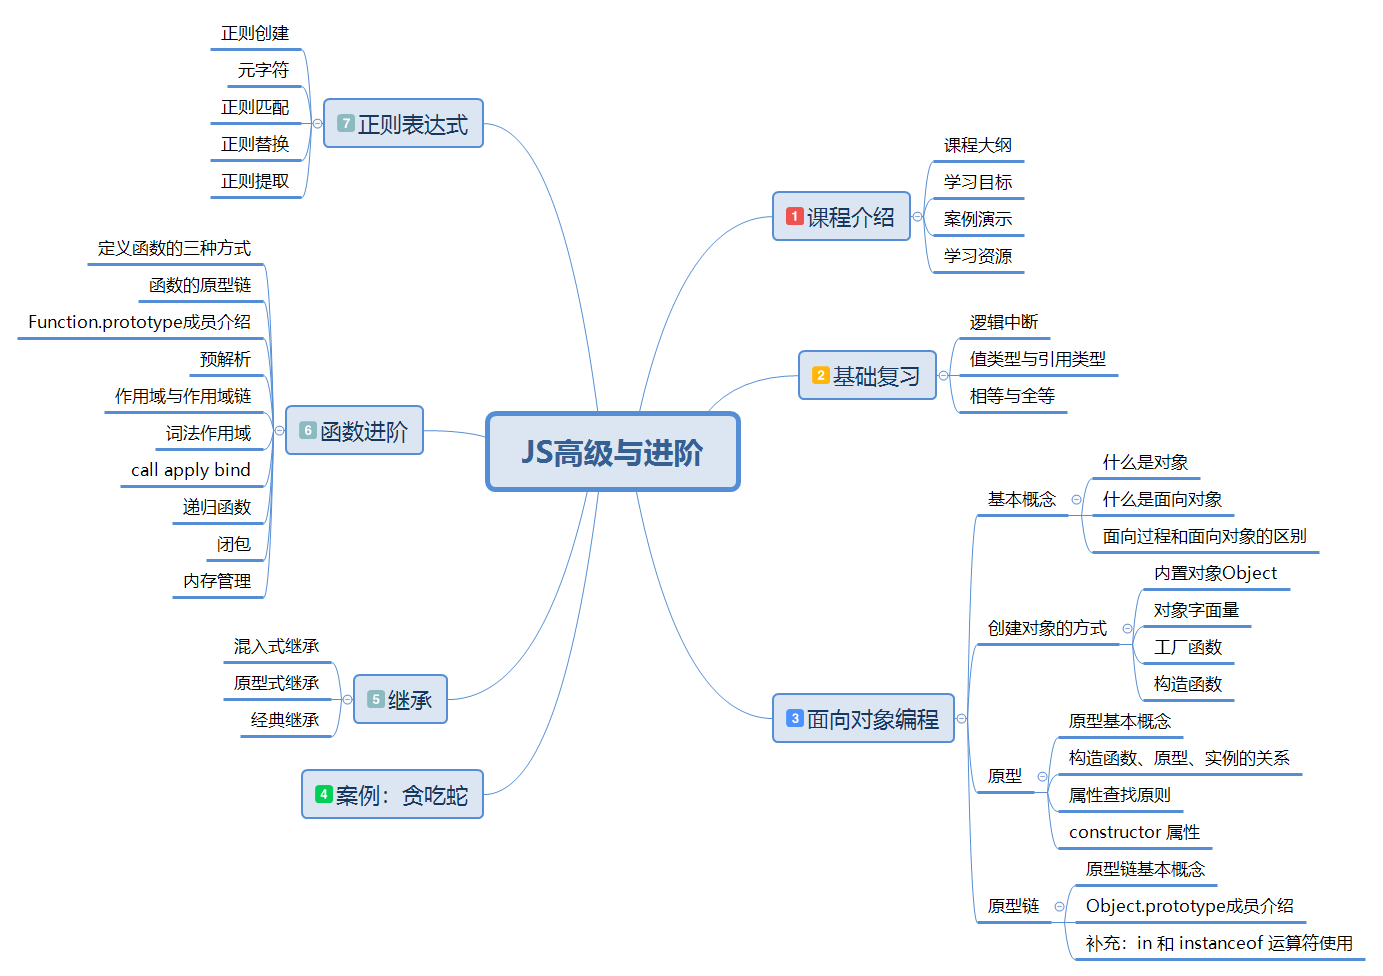 JS高级与进阶
1 课程介绍
课程大纲
学习目标
案例演示
学习资源
2 基础复习
逻辑中断
值类型与引用类型
相等与全等
3 面向对象编程
基本概念
什么是对象
什么是面向对象
面向过程和面向对象的区别
创建对象的方式
内置对象Object
对象字面量
工厂函数
构造函数
原型
原型基本概念
构造函数、原型、实例的关系
属性查找原则
constructor 属性
原型链
原型链基本概念
Object.prototype成员介绍
补充：in 和 instanceof 运算符使用
4 案例：贪吃蛇
5 继承
混入式继承
原型式继承
经典继承
6 函数进阶
定义函数的三种方式
函数的原型链
Function.prototype成员介绍
预解析
作用域与作用域链
词法作用域
call apply bind
递归函数
闭包
内存管理
7 正则表达式
正则创建
元字符
正则匹配
正则替换
正则提取